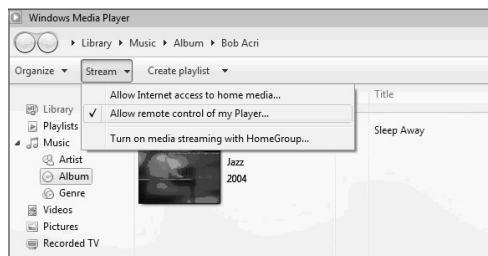 Windows Media Player
Library ▸ Music ▸ Album ▸ Bob Acri
Organize ▾ Stream ▾ Create playlist ▾
Allow Internet access to home media...
Title
Library
✓ Allow remote control of my Player...
Playlists
Sleep Away
Music
Turn on media streaming with HomeGroup...
Artist
Jazz
Album
2004
Genre
Videos
Pictures
Recorded TV